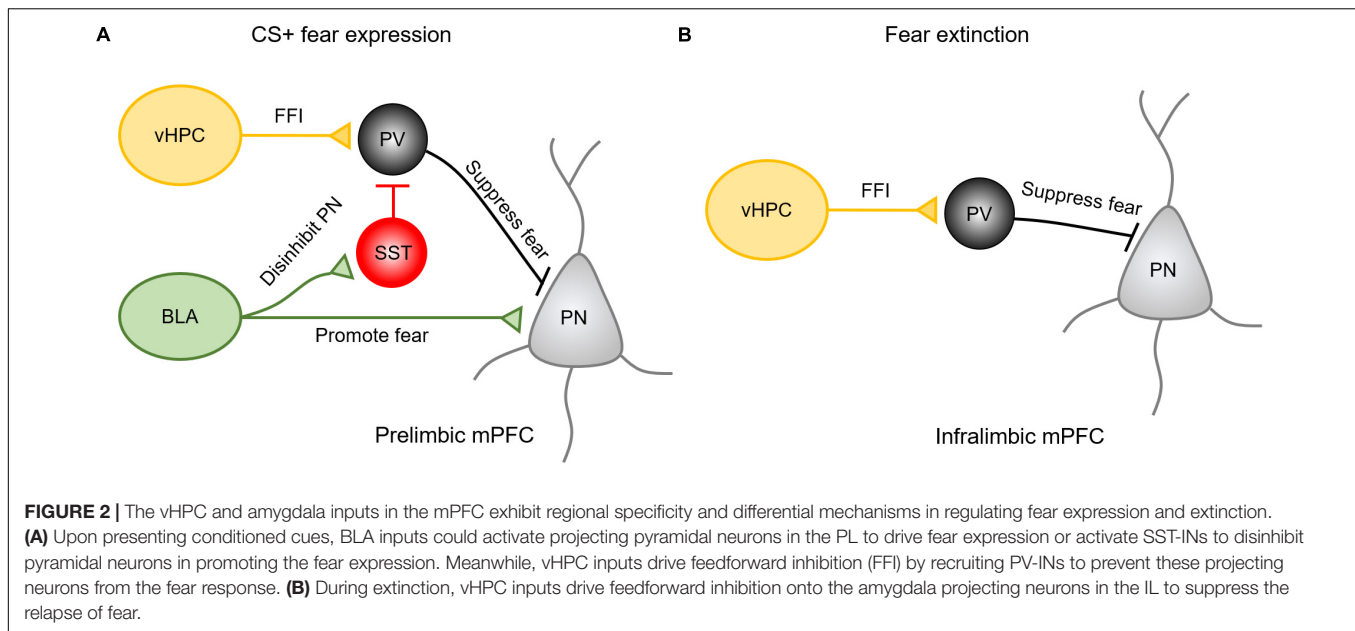 A
CS+ fear expression
vHPC
FFI
PV
Suppress fear
Disinhibit PN
SST
BLA
Promote fear
PN
Prelimbic mPFC
B
Fear extinction
vHPC
FFI
PV
Suppress fear
PN
Infralimbic mPFC
FIGURE 2 | The vHPC and amygdala inputs in the mPFC exhibit regional specificity and differential mechanisms in regulating fear expression and extinction.
(A) Upon presenting conditioned cues, BLA inputs could activate projecting pyramidal neurons in the PL to drive fear expression or activate SST-INs to disinhibit
pyramidal neurons in promoting the fear expression. Meanwhile, vHPC inputs drive feedforward inhibition (FFI) by recruiting PV-INs to prevent these projecting
neurons from the fear response. (B) During extinction, vHPC inputs drive feedforward inhibition onto the amygdala projecting neurons in the IL to suppress the
relapse of fear.